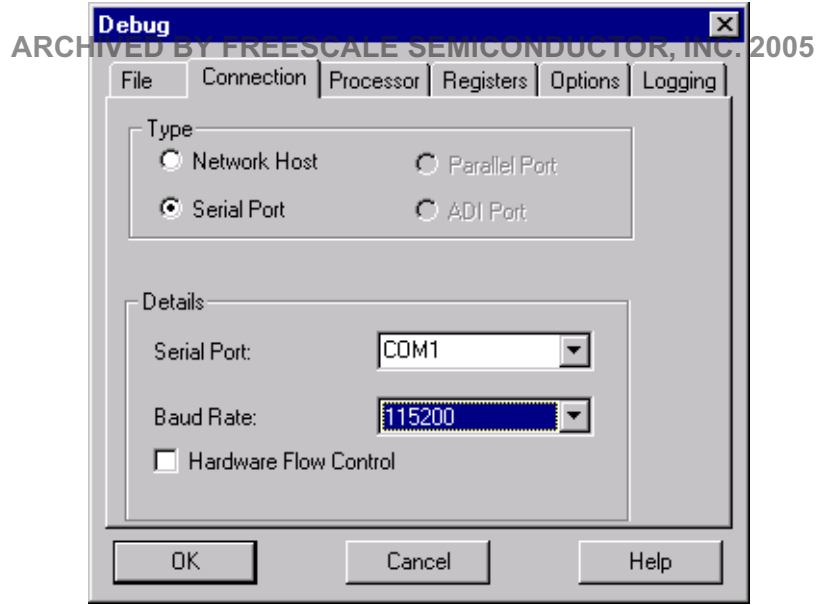 Debug
ARCHIVED BY FREESCALE SEMICONDUCTOR, INC. 2005
File Connection Processor Registers Options Logging
Type
Network Host Parallel Port
Serial Port ADI Port
Details
Serial Port: COM1
Baud Rate: 115200
Hardware Flow Control
OK Cancel Help